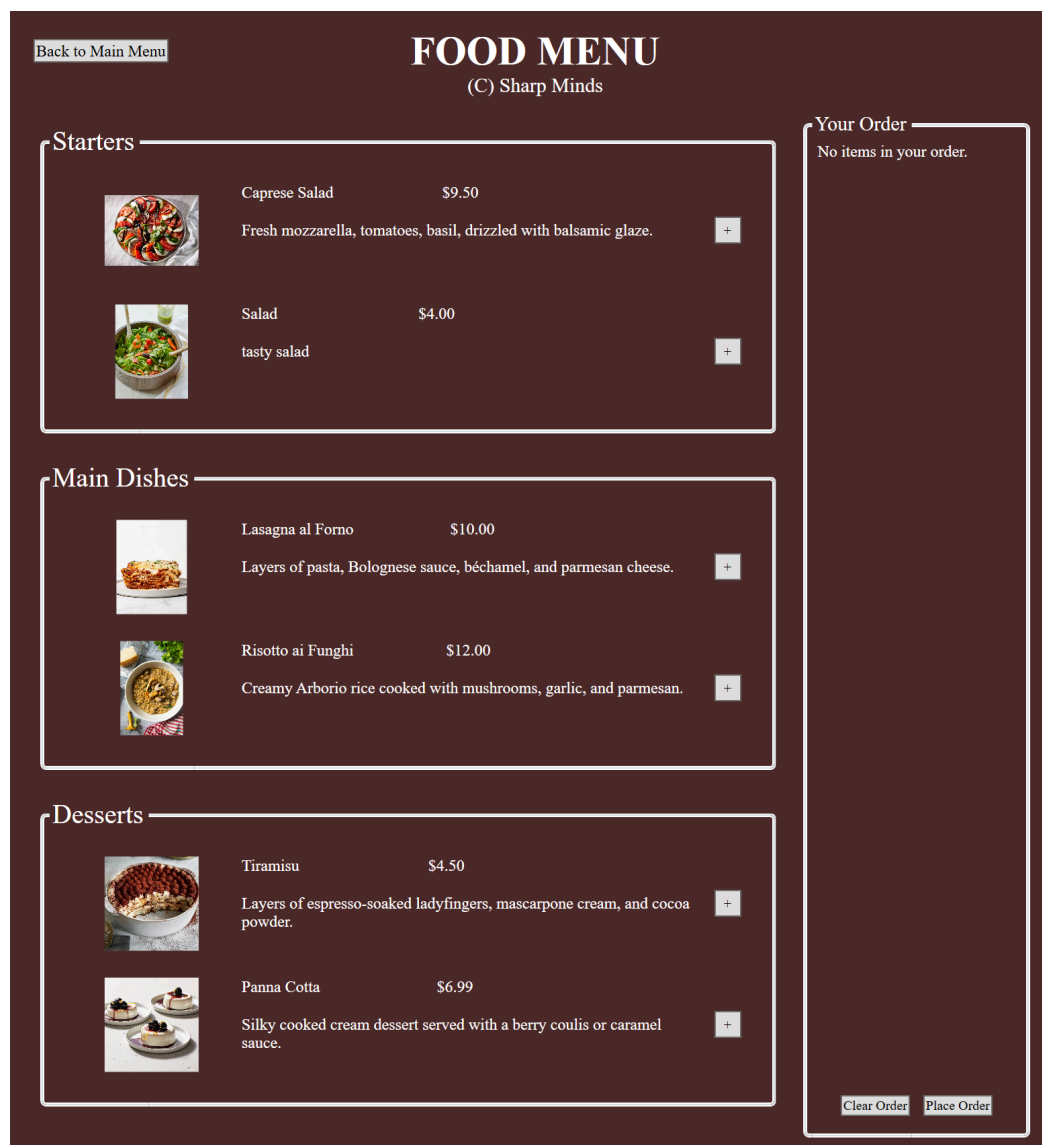 Back to Main Menu
FOOD MENU
(C) Sharp Minds
Starters
Caprese Salad $9.50
Fresh mozzarella, tomatoes, basil, drizzled with balsamic glaze.
+
Salad $4.00
tasty salad
+
Main Dishes
Lasagna al Forno $10.00
Layers of pasta, Bolognese sauce, béchamel, and parmesan cheese.
+
Risotto ai Funghi $12.00
Creamy Arborio rice cooked with mushrooms, garlic, and parmesan.
+
Desserts
Tiramisu $4.50
Layers of espresso-soaked ladyfingers, mascarpone cream, and cocoa
powder.
+
Panna Cotta $6.99
Silky cooked cream dessert served with a berry coulis or caramel
sauce.
+
Your Order
No items in your order.
Clear Order Place Order